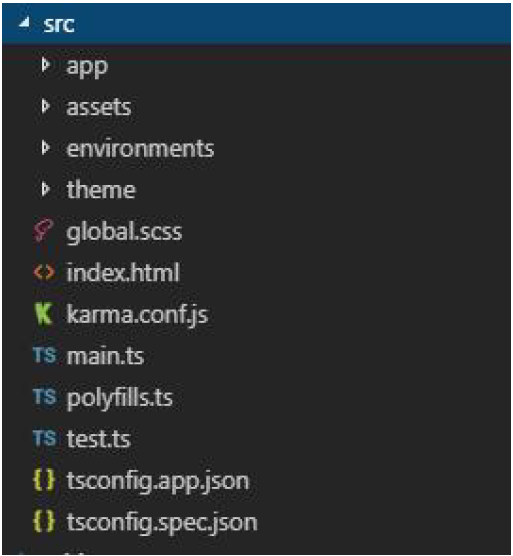 src
app
assets
environments
theme
global.scss
<> index.html
K karma.conf.js
TS main.ts
TS polyfills.ts
TS test.ts
{} tsconfig.app.json
{} tsconfig.spec.json